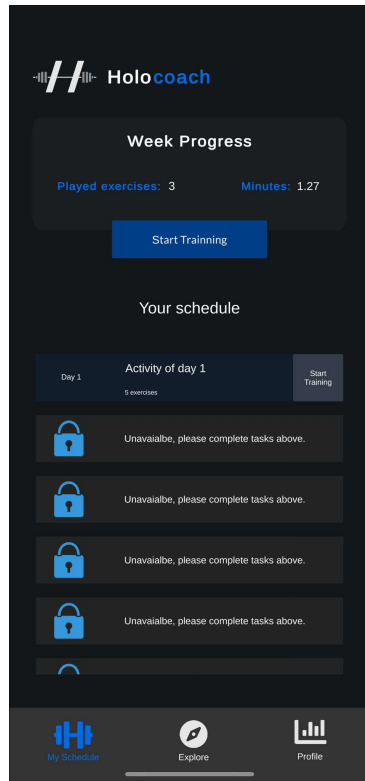 Holocoach
Week Progress
Played exercises: 3 Minutes: 1.27
Start Trainning
Your schedule
Day 1
Activity of day 1
5 exercises
Start
Training
Unavaialbe, please complete tasks above.
Unavaialbe, please complete tasks above.
Unavaialbe, please complete tasks above.
Unavaialbe, please complete tasks above.
My Schedule
Explore
Profile